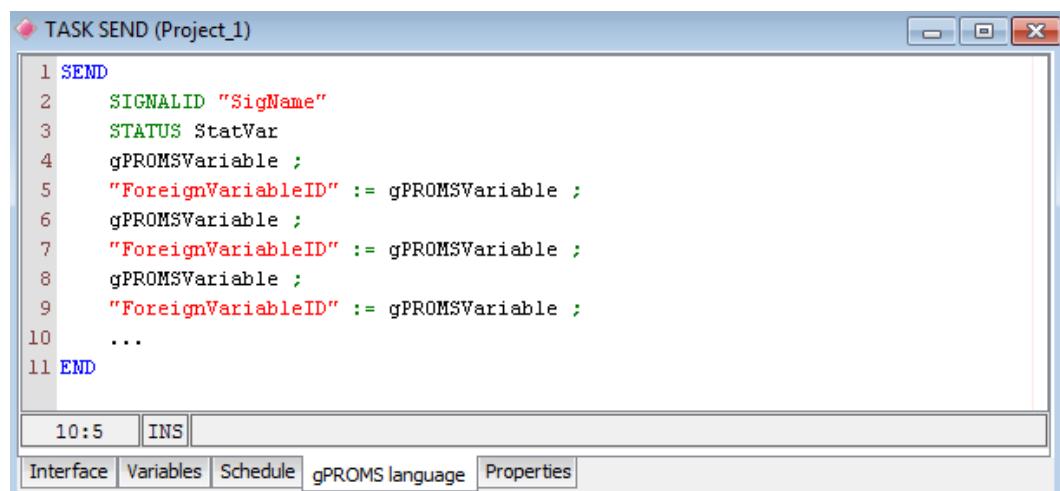 TASK SEND (Project_1)
1 SEND
2 SIGNALID "SigName"
3 STATUS StatVar
4 gPROMSVariable ;
5 "ForeignVariableID" := gPROMSVariable ;
6 gPROMSVariable ;
7 "ForeignVariableID" := gPROMSVariable ;
8 gPROMSVariable ;
9 "ForeignVariableID" := gPROMSVariable ;
10 ...
11 END
10:5 INS
Interface Variables Schedule gPROMS language Properties